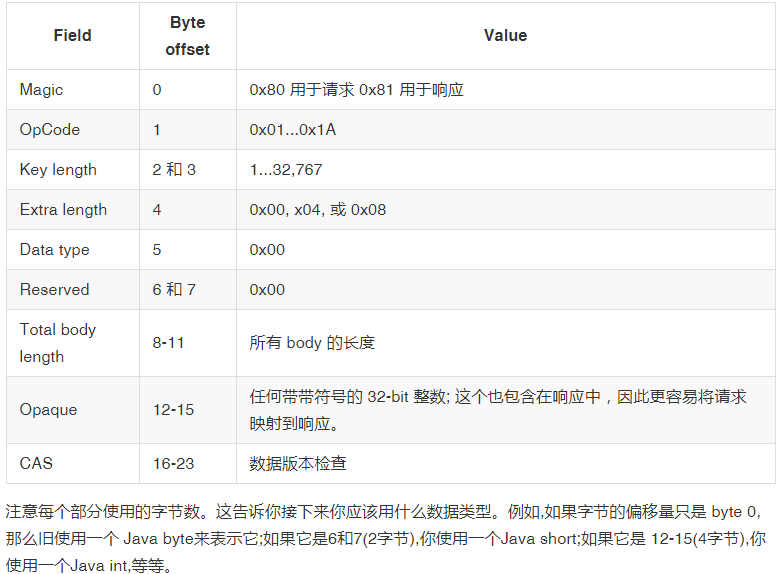 Field Byte offset Value
Magic 0 0x80 用于请求 0x81 用于响应
OpCode 1 0x01...0x1A
Key length 2 和 3 1...32,767
Extra length 4 0x00, x04, 或 0x08
Data type 5 0x00
Reserved 6 和 7 0x00
Total body length 8-11 所有 body 的长度
Opaque 12-15 任何带带符号的 32-bit 整数; 这个也包含在响应中，因此更容易将请求
映射到响应。
CAS 16-23 数据版本检查
注意每个部分使用的字节数。这告诉你接下来你应该用什么数据类型。例如,如果字节的偏移量只是 byte 0,
那么旧使用一个 Java byte来表示它;如果它是6和7(2字节),你使用一个Java short;如果它是 12-15(4字节),你
使用一个Java int,等等。